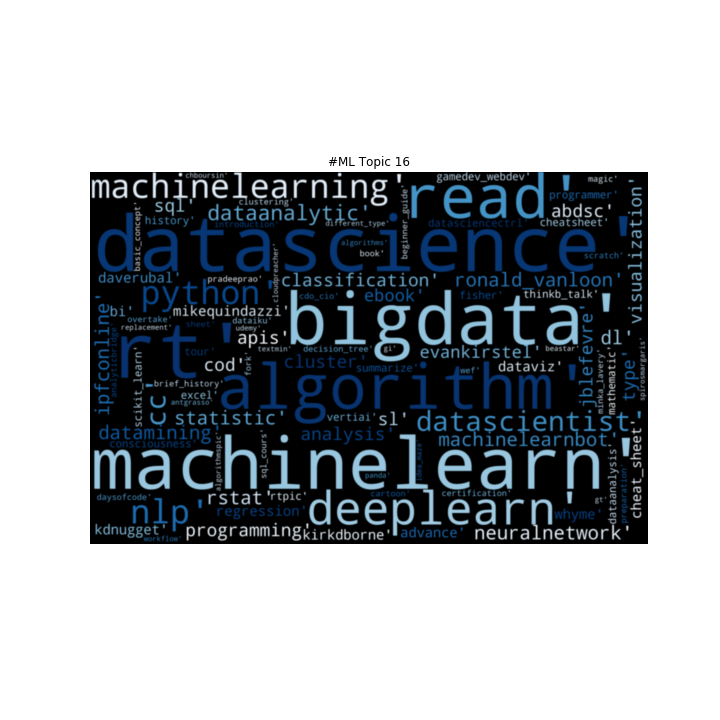 #ML Topic 16
chboursin'
gamedev_webdev'
magic'
machinelearning'
read'
programmer'
sql'
clustering'
dataanalytic'
abdsc'
history'
introduction'
different_type'
beginner_guide'
datasciencectrl'
cheatsheet'
visualization'
basic_concept'
datascience'
algorithms'
book'
scratch'
daverubal'
pradeeprao'
cloudpreacher'
classification'
ronald_vanloon'
python'
cdo_cio'
ebook'
fisher'
thinkb_talk'
ipfconline'
bi'
mikequindazzi'
bigdata'
overtake'
dataiku'
replacement'
sheet'
udemy'
analyticbridge
rt'
apis'
jblefevre'
dl'
tour'
textmin'
decision_tree'
gi'
evankirstel'
beastar'
scikit_learn'
cod'
fork'
cluster'
summarize'
wef'
dataviz'
minka_lavery'
mathematic'
type'
spirosmargaris'
brief_history'
excel'
antgrasso'
cc'
algorithm'
statistic'
vertiai'
sl'
datascientist'
datamining
analysis'
machinelearnbot'
consciousness'
algorithmspic'
sql_cours'
machinelearn'
panda'
dataanalysis'
preparation'
cheat_sheet'
daysofcode'
rstat'
rtpic'
cartoon'
certification'
gt'
nlp'
regression'
deeplearn'
whyme'
kdnugget'
workflow'
programming'
kirkdborne'
advance'
neuralnetwork'